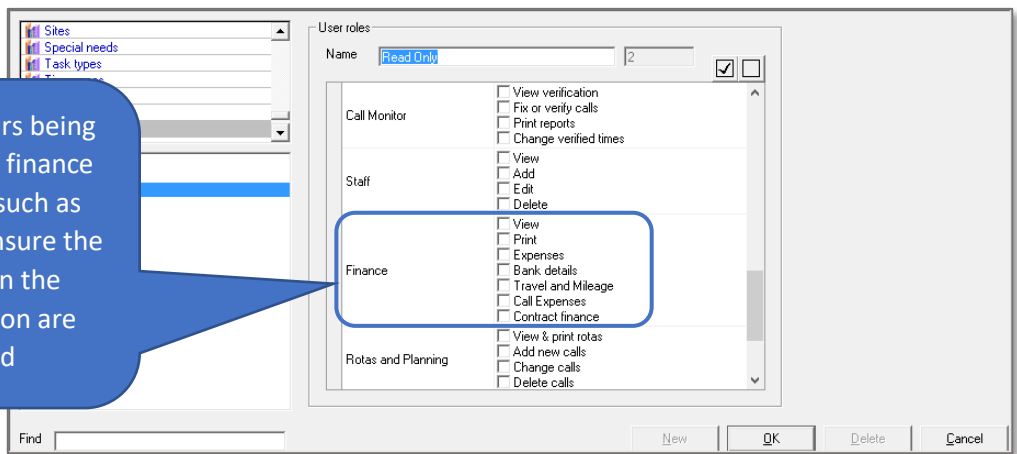 Sites
Special needs
Task types
rs being
finance
such as
nsure the
n the
on are
d
Find
User roles
Name Read Only 2
Call Monitor
View verification
Fix or verify calls
Print reports
Change verified times
Staff
View
Add
Edit
Delete
Finance
View
Print
Expenses
Bank details
Travel and Mileage
Call Expenses
Contract finance
Rotas and Planning
View & print rotas
Add new calls
Change calls
Delete calls
New OK Delete Cancel